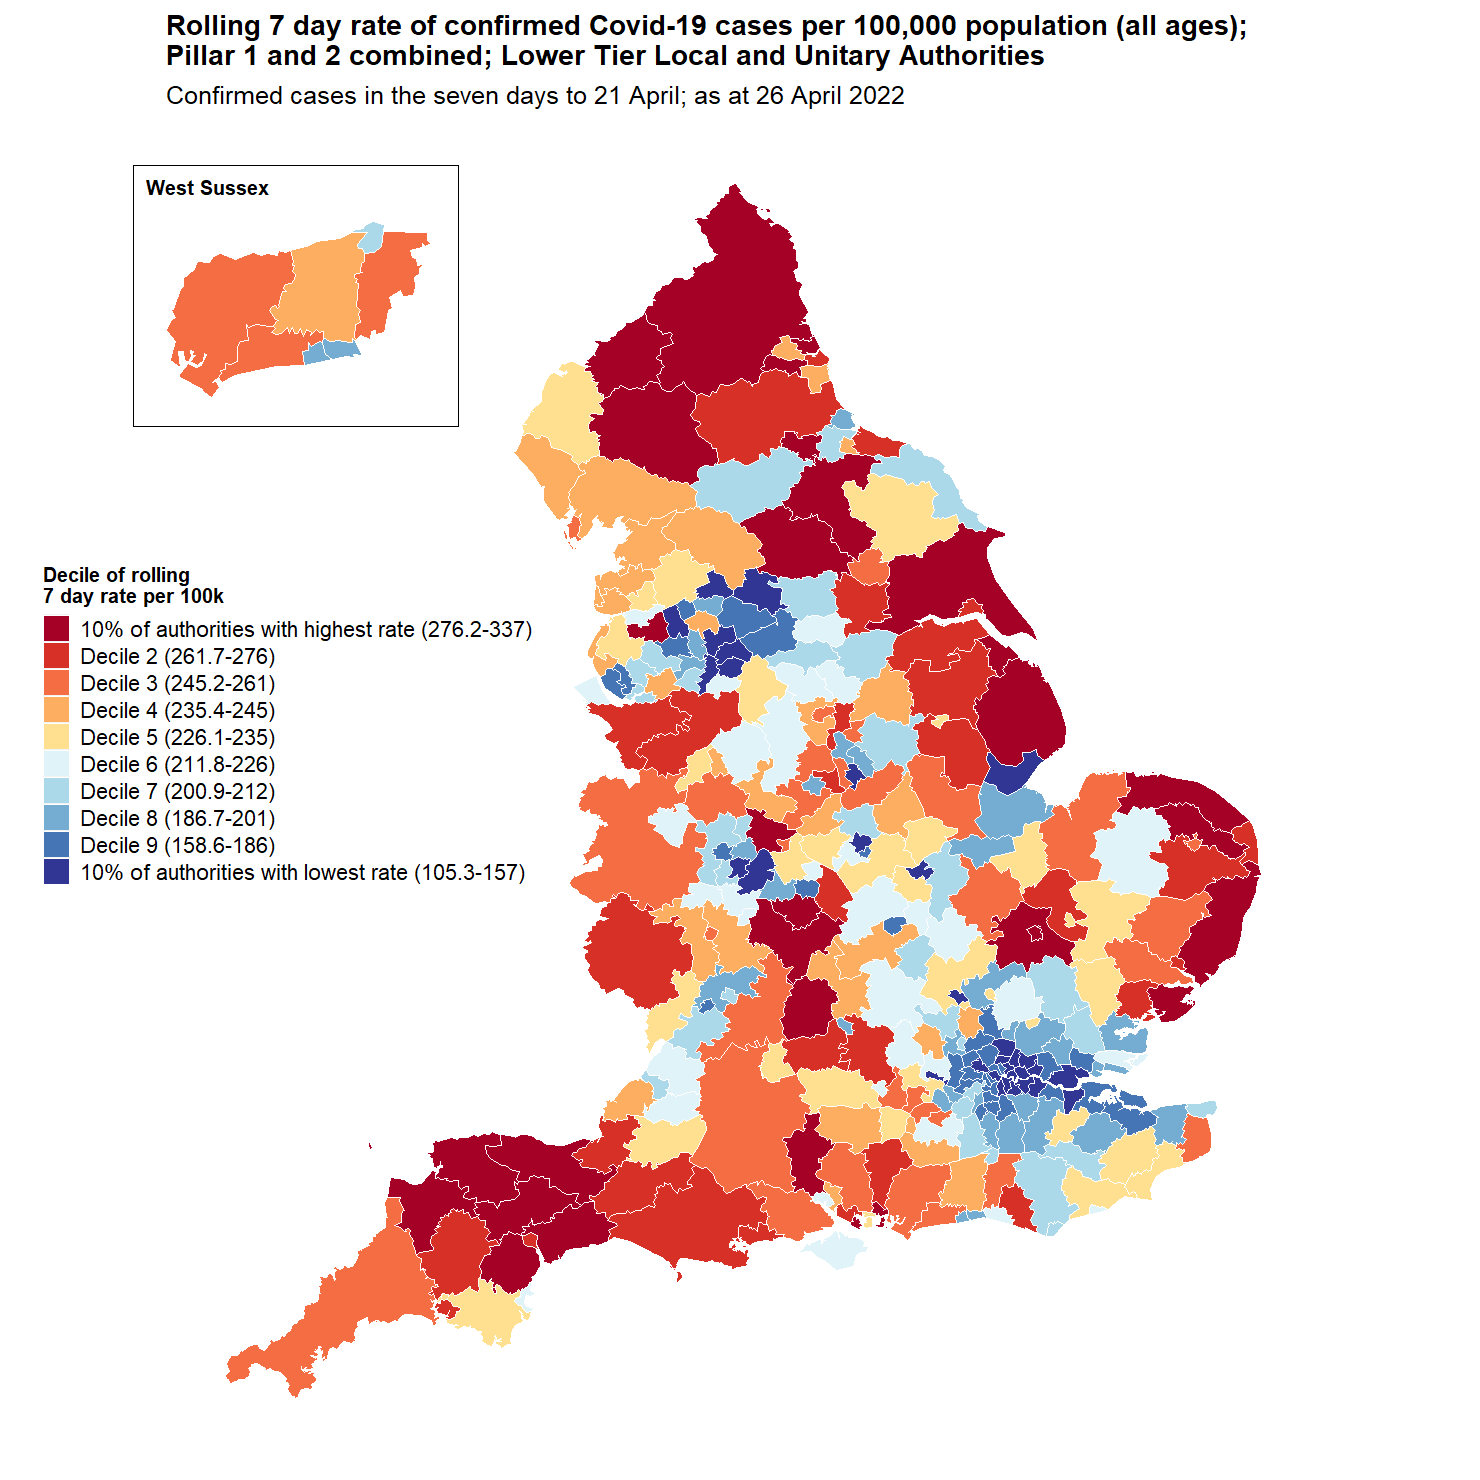 Rolling 7 day rate of confirmed Covid-19 cases per 100,000 population (all ages);
Pillar 1 and 2 combined; Lower Tier Local and Unitary Authorities
Confirmed cases in the seven days to 21 April; as at 26 April 2022
West Sussex
Decile of rolling
7 day rate per 100k
10% of authorities with highest rate (276.2-337)
Decile 2 (261.7-276)
Decile 3 (245.2-261)
Decile 4 (235.4-245)
Decile 5 (226.1-235)
Decile 6 (211.8-226)
Decile 7 (200.9-212)
Decile 8 (186.7-201)
Decile 9 (158.6-186)
10% of authorities with lowest rate (105.3-157)